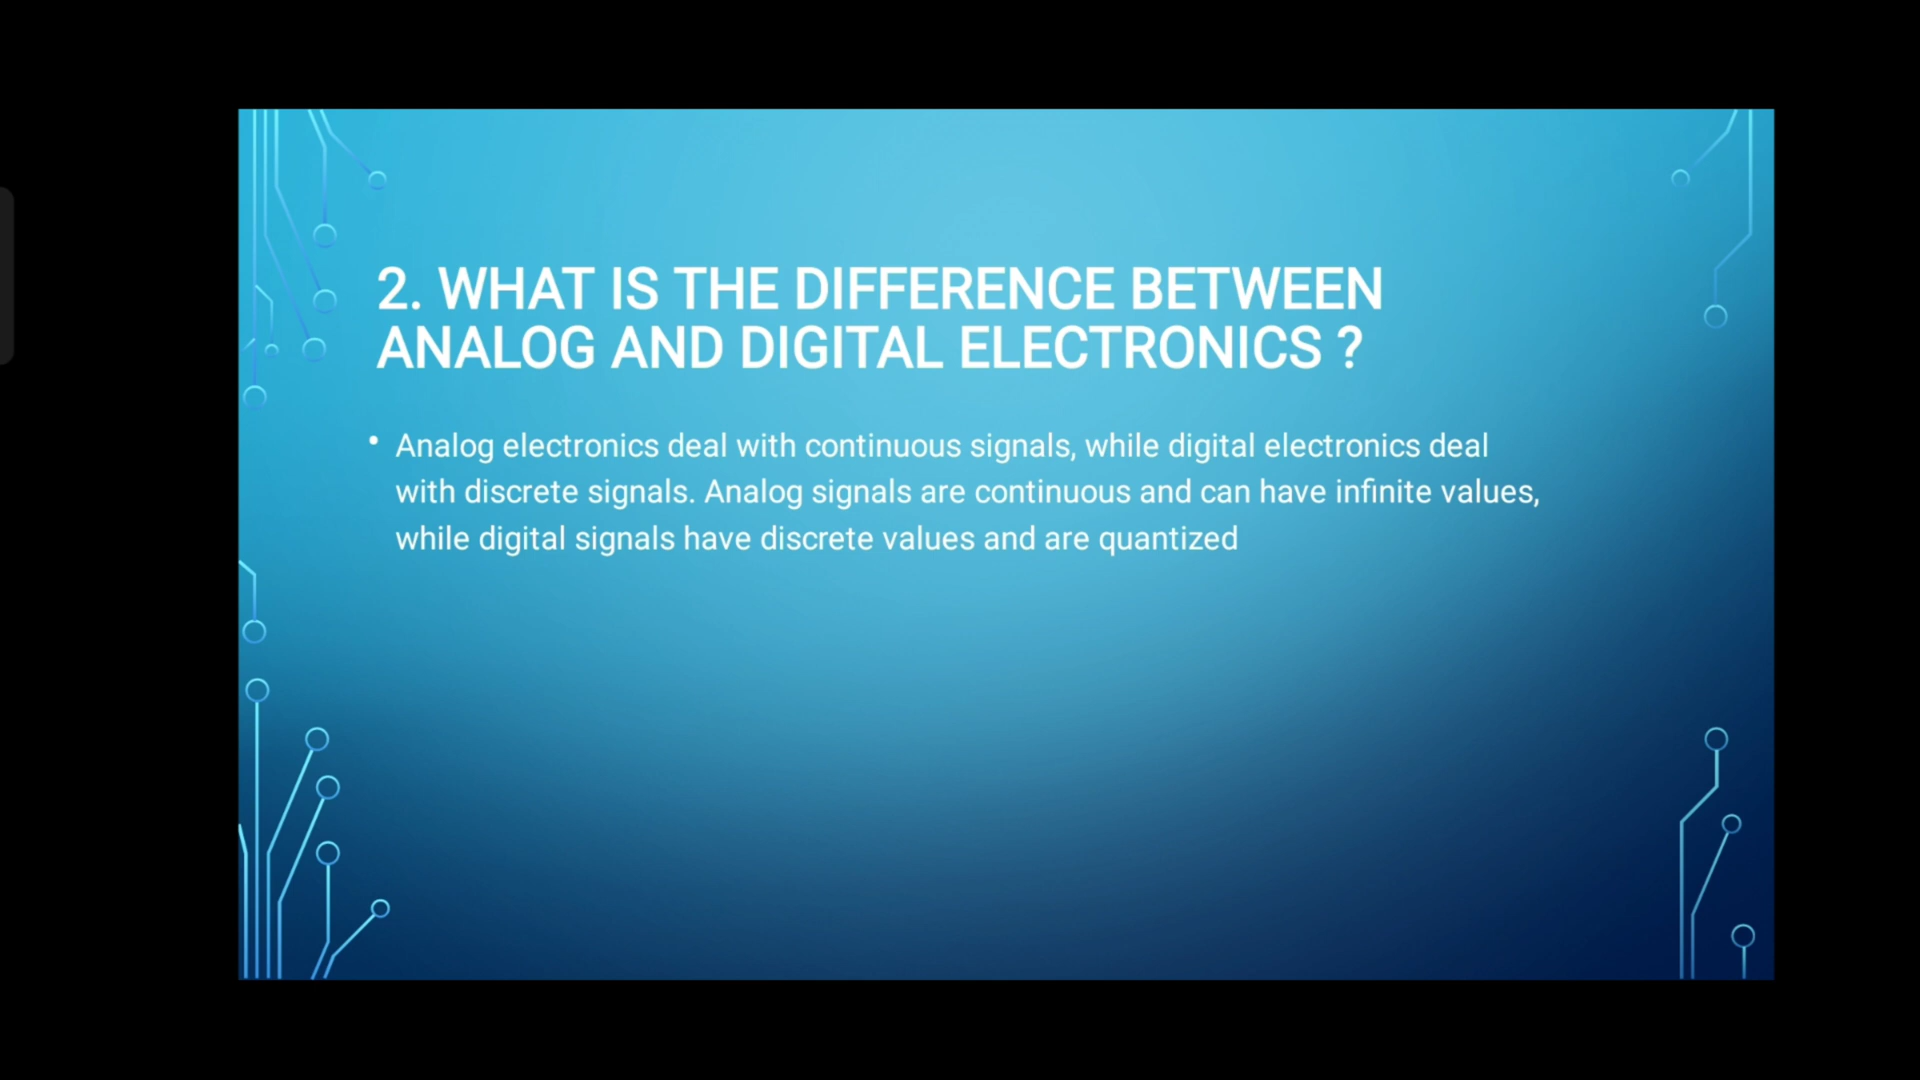 2. WHAT IS THE DIFFERENCE BETWEEN
ANALOG AND DIGITAL ELECTRONICS ?
• Analog electronics deal with continuous signals, while digital electronics deal
with discrete signals. Analog signals are continuous and can have infinite values,
while digital signals have discrete values and are quantized